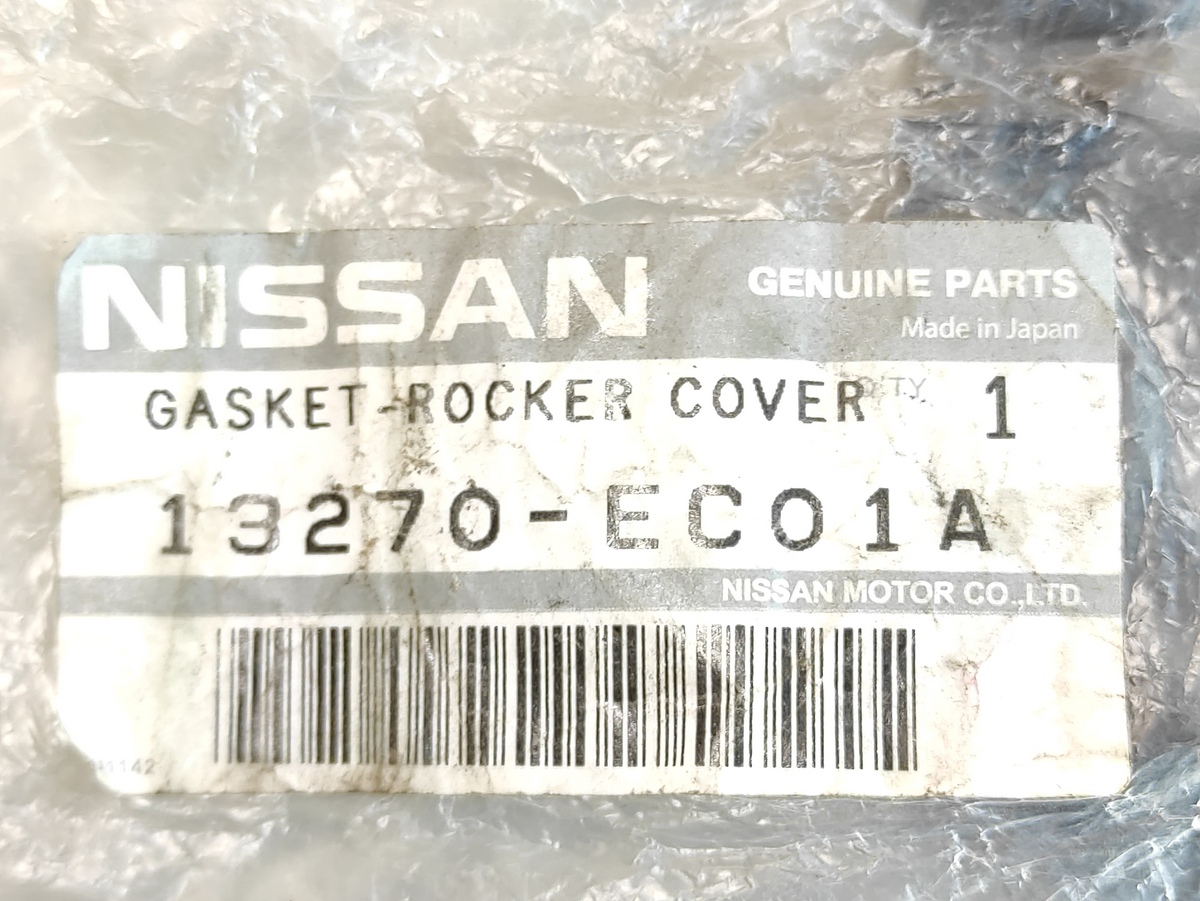 NISSAN
GENUINE PARTS
Made in Japan
GASKET-ROCKER COVER
1
13270-EC01A
NISSAN MOTOR CO.,LTD.